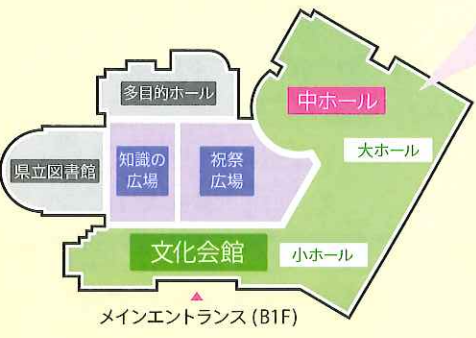 多目的ホール
中ホール
大ホール
県立図書館
知識の
広場
祝祭
広場
文化会館
小ホール
メインエントランス(B1F)